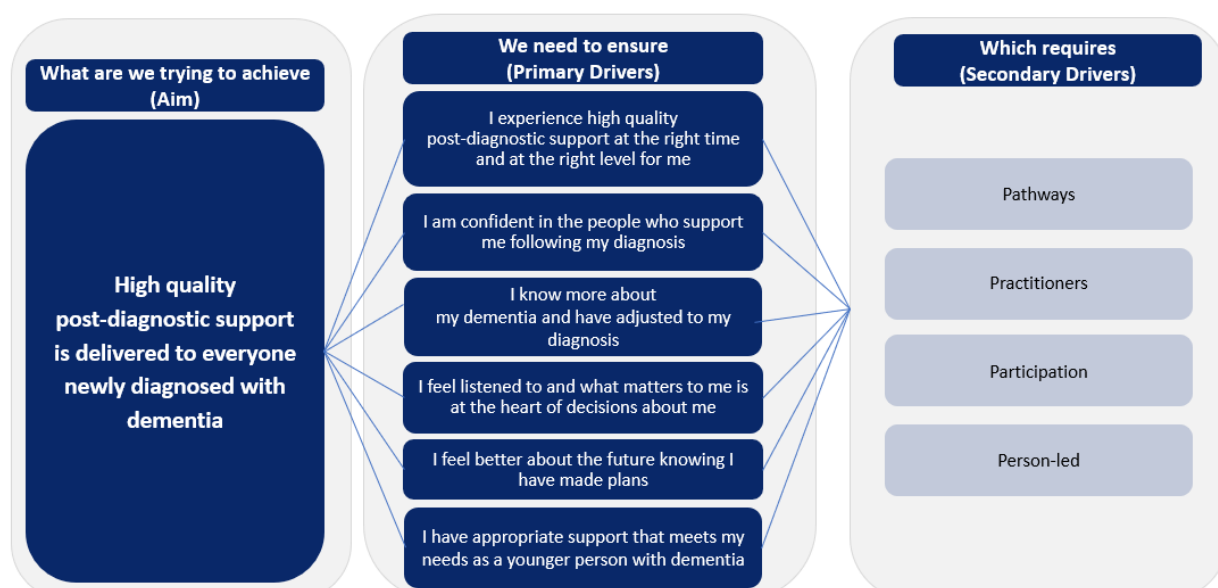 What are we trying to achieve
(Aim)
High quality
post-diagnostic support
is delivered to everyone
newly diagnosed with
dementia
We need to ensure
(Primary Drivers)
I experience high quality
post-diagnostic support at the right time
and at the right level for me
I am confident in the people who support
me following my diagnosis
I know more about
my dementia and have adjusted to my
diagnosis
I feel listened to and what matters to me is
at the heart of decisions about me
I feel better about the future knowing I
have made plans
I have appropriate support that meets my
needs as a younger person with dementia
Which requires
(Secondary Drivers)
Pathways
Practitioners
Participation
Person-led